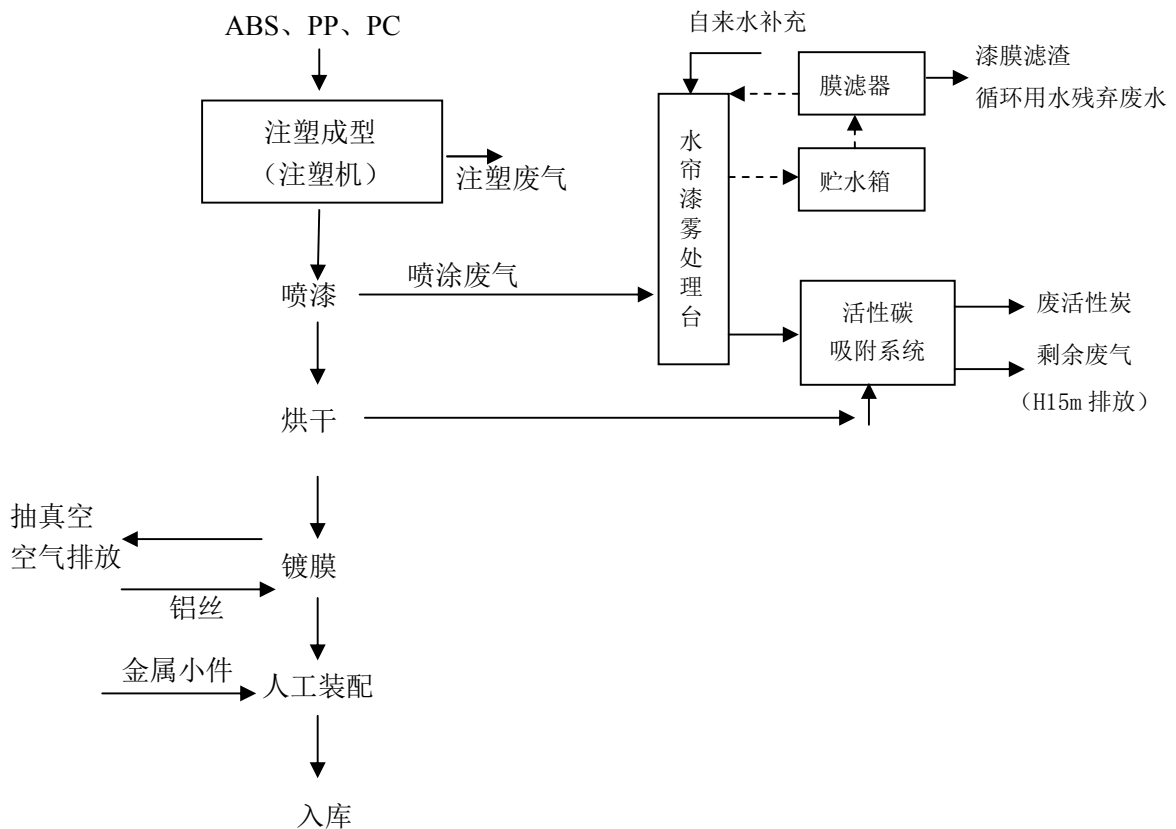 ABS、PP、PC
自来水补充
漆膜滤渣
循环用水残弃废水
膜滤器
注塑成型
（注塑机）
注塑废气
水帘漆雾处理台
贮水箱
喷涂废气
喷漆
活性碳
吸附系统
废活性炭
剩余废气
（H15m 排放）
烘干
抽真空
空气排放
镀膜
铝丝
金属小件
人工装配
入库